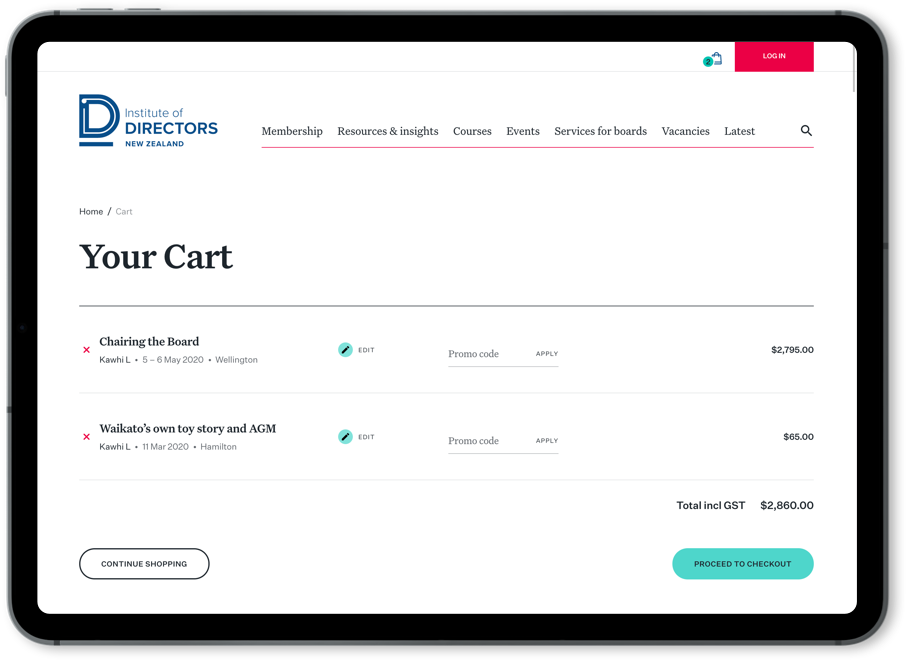 2
LOG IN
Institute of
DIRECTORS
NEW ZEALAND
Membership Resources & insights Courses Events Services for boards Vacancies Latest
Home / Cart
Your Cart
× Chairing the Board
Kawhi L • 5 – 6 May 2020 • Wellington
EDIT
Promo code APPLY
$2,795.00
× Waikato’s own toy story and AGM
Kawhi L • 11 Mar 2020 • Hamilton
EDIT
Promo code APPLY
$65.00
Total incl GST $2,860.00
CONTINUE SHOPPING
PROCEED TO CHECKOUT